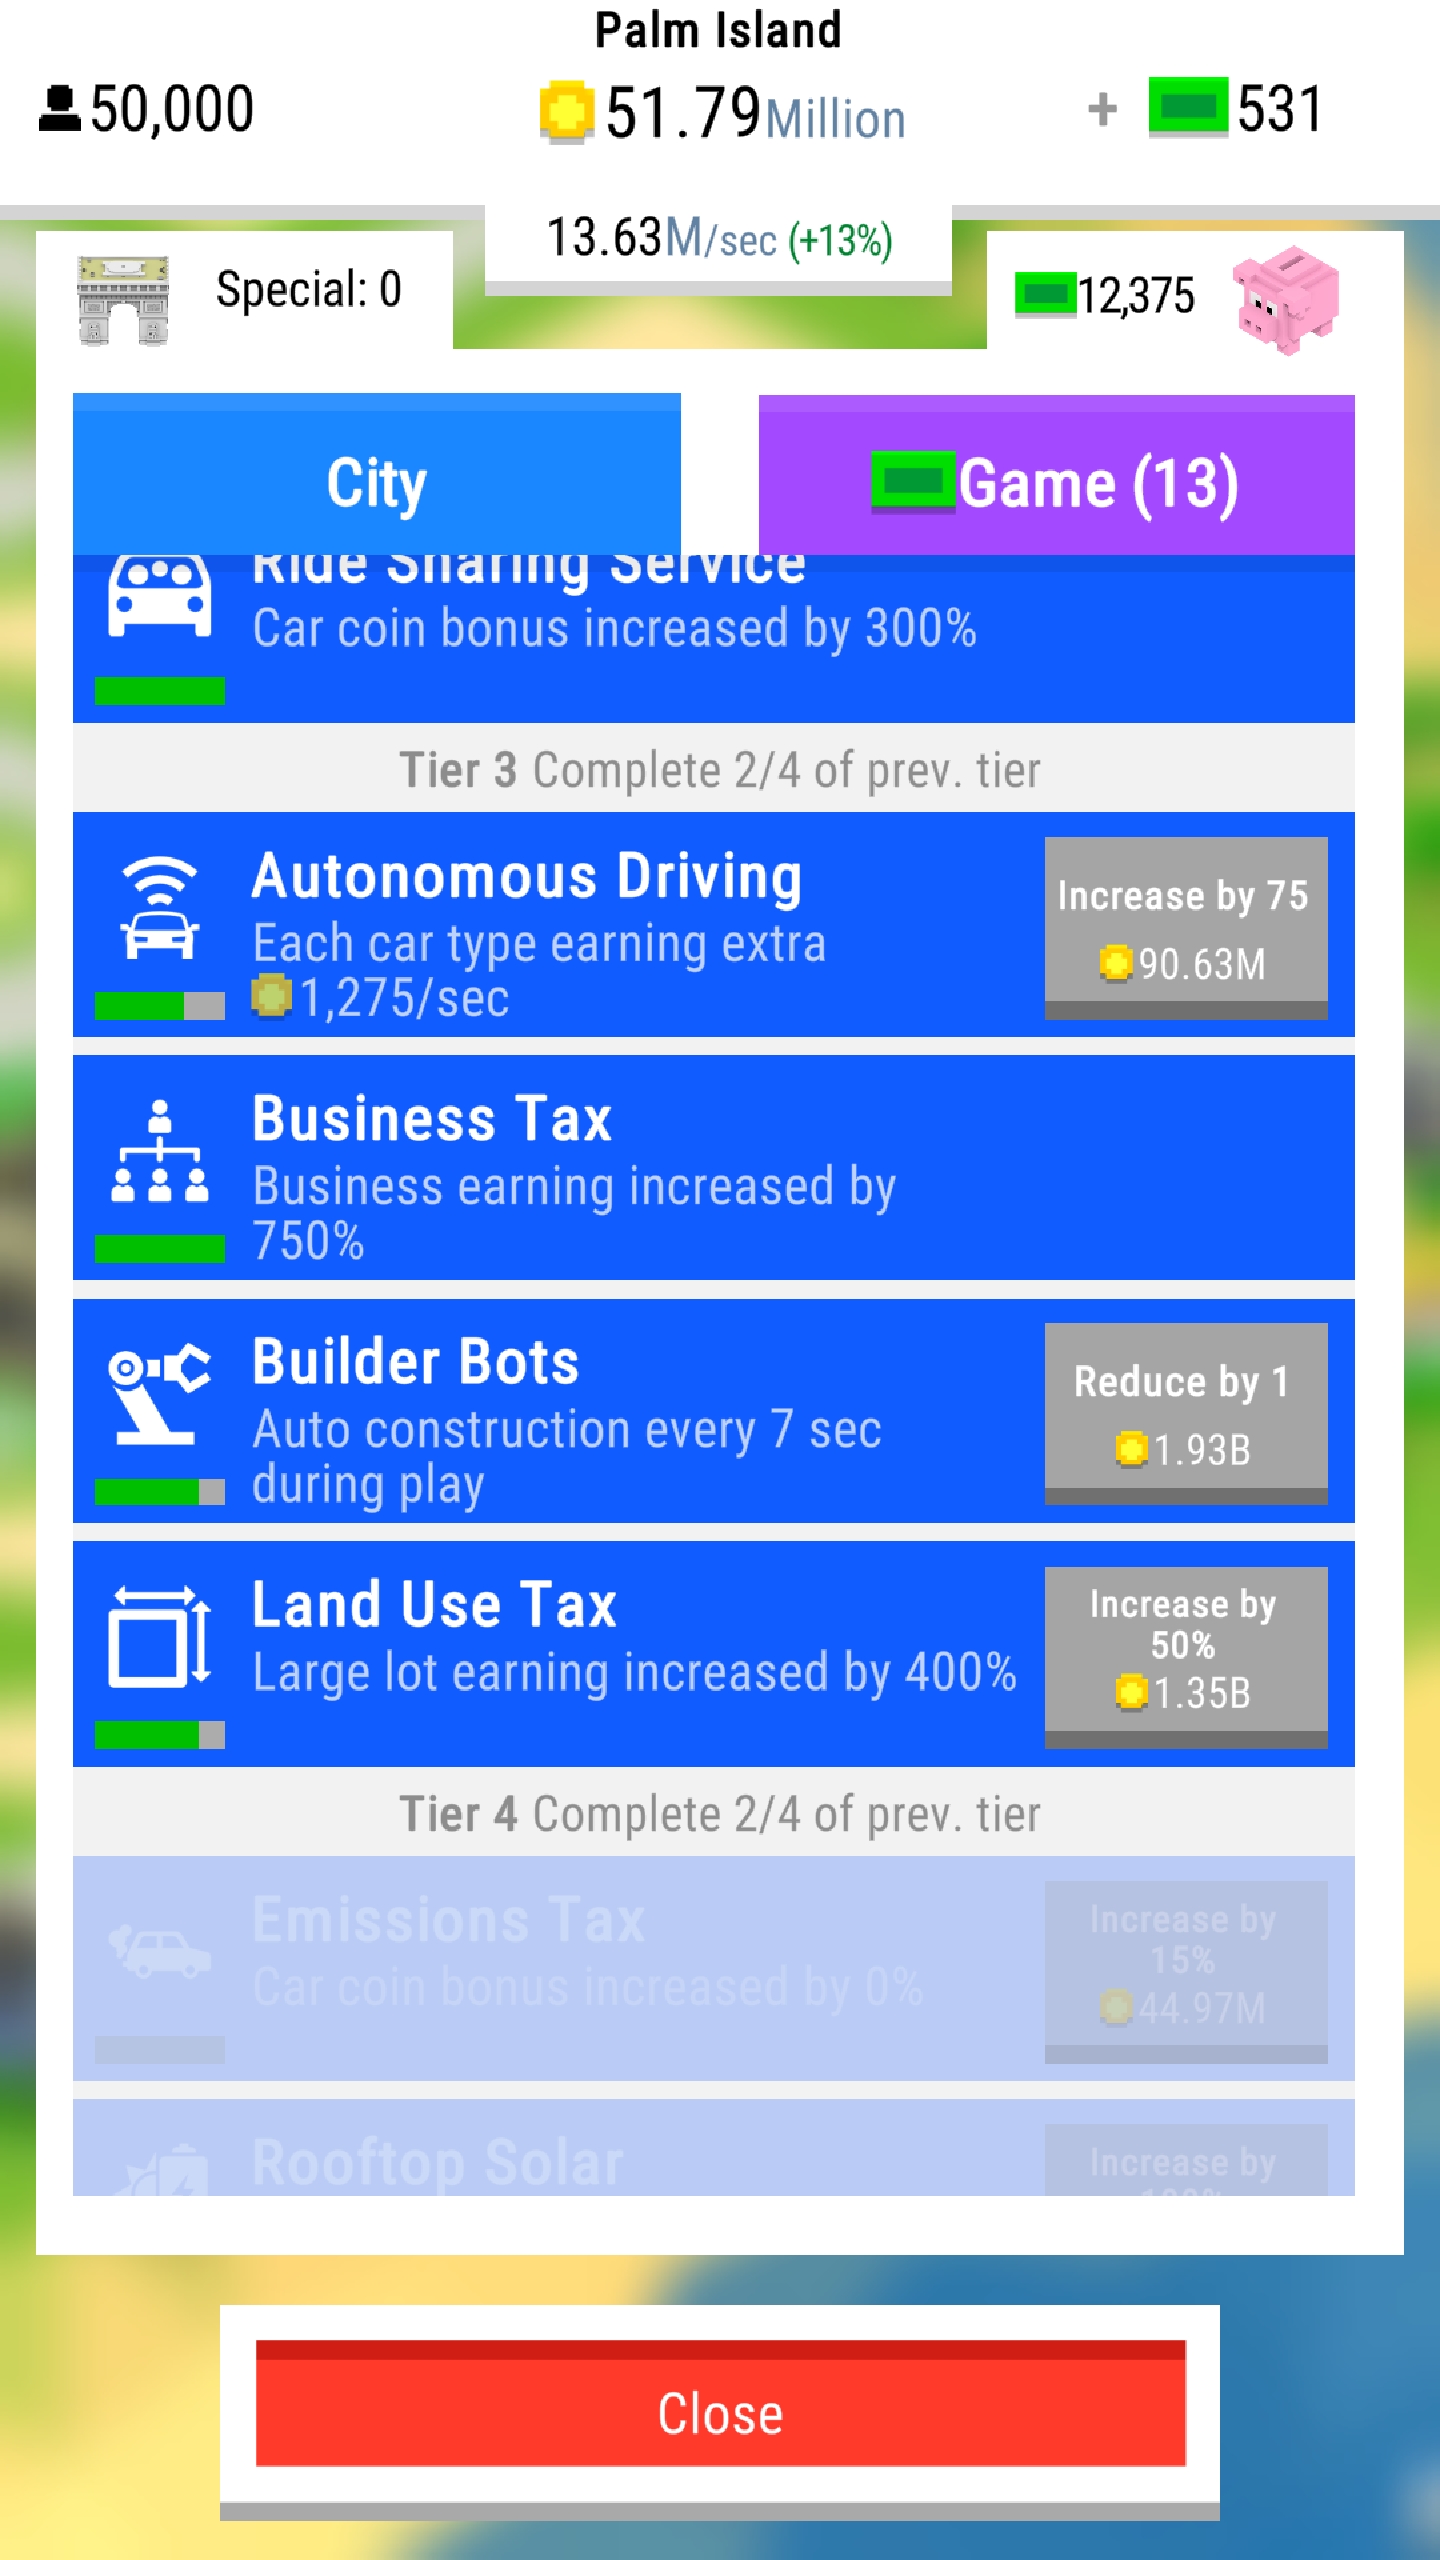 Palm Island
50,000
51.79Million
+ 531
13.63M/sec (+13%)
Special: 0
12,375
City
Game (13)
Ride Sharing Service
Car coin bonus increased by 300%
Tier 3 Complete 2/4 of prev. tier
Autonomous Driving
Each car type earning extra
1,275/sec
Increase by 75
90.63M
Business Tax
Business earning increased by
750%
Builder Bots
Auto construction every 7 sec
during play
Reduce by 1
1.93B
Land Use Tax
Large lot earning increased by 400%
Increase by
50%
1.35B
Tier 4 Complete 2/4 of prev. tier
Emissions Tax
Car coin bonus increased by 0%
Increase by
15%
44.97M
Rooftop Solar
Increase by
Close